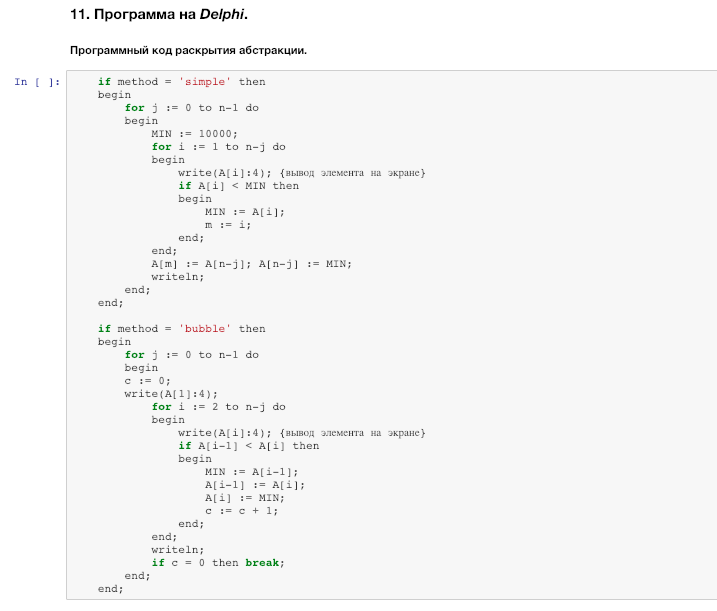 11. Программа на Delphi.
Программный код раскрытия абстракции.
In [ ]:
if method = 'simple' then
begin
for j := 0 to n-1 do
begin
MIN := 10000;
for i := 1 to n-j do
begin
write(A[i]:4); {вывод элемента на экране}
if A[i] < MIN then
begin
MIN := A[i];
m := i;
end;
end;
A[m] := A[n-j]; A[n-j] := MIN;
writeln;
end;
end;
if method = 'bubble' then
begin
for j := 0 to n-1 do
begin
c := 0;
write(A[1]:4);
for i := 2 to n-j do
begin
write(A[i]:4); {вывод элемента на экране}
if A[i-1] < A[i] then
begin
MIN := A[i-1];
A[i-1] := A[i];
A[i] := MIN;
c := c + 1;
end;
end;
writeln;
if c = 0 then break;
end;
end;